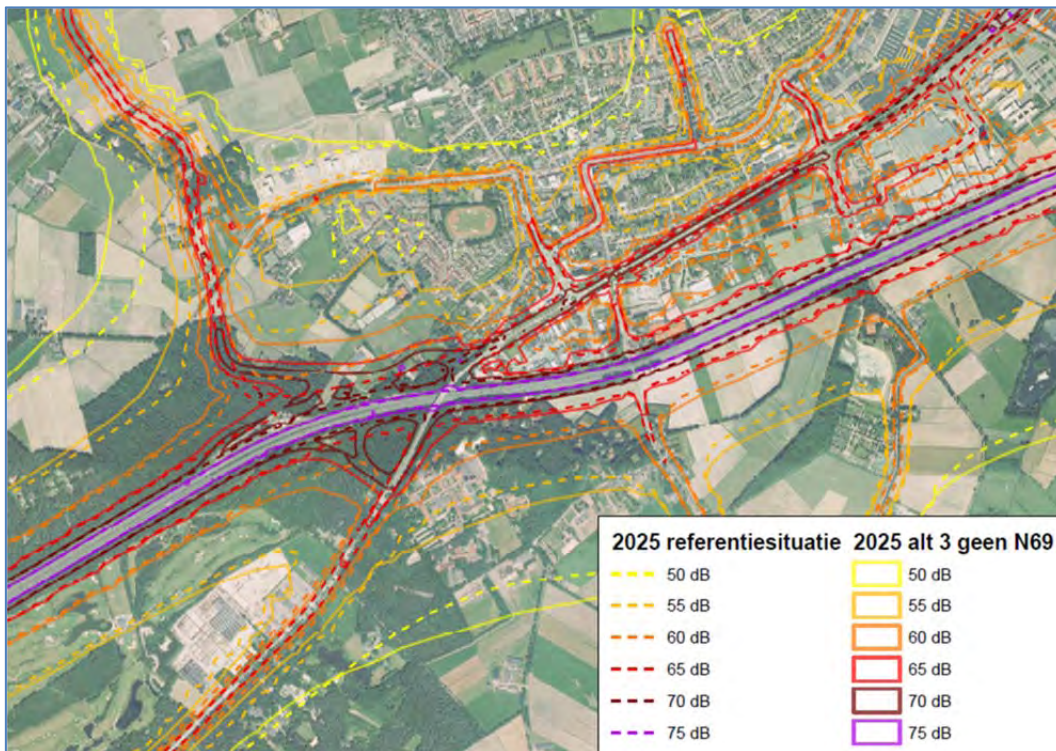 2025 referentiesituatie 2025 alt 3 geen N69
50 dB 50 dB
55 dB 55 dB
60 dB 60 dB
65 dB 65 dB
70 dB 70 dB
75 dB 75 dB